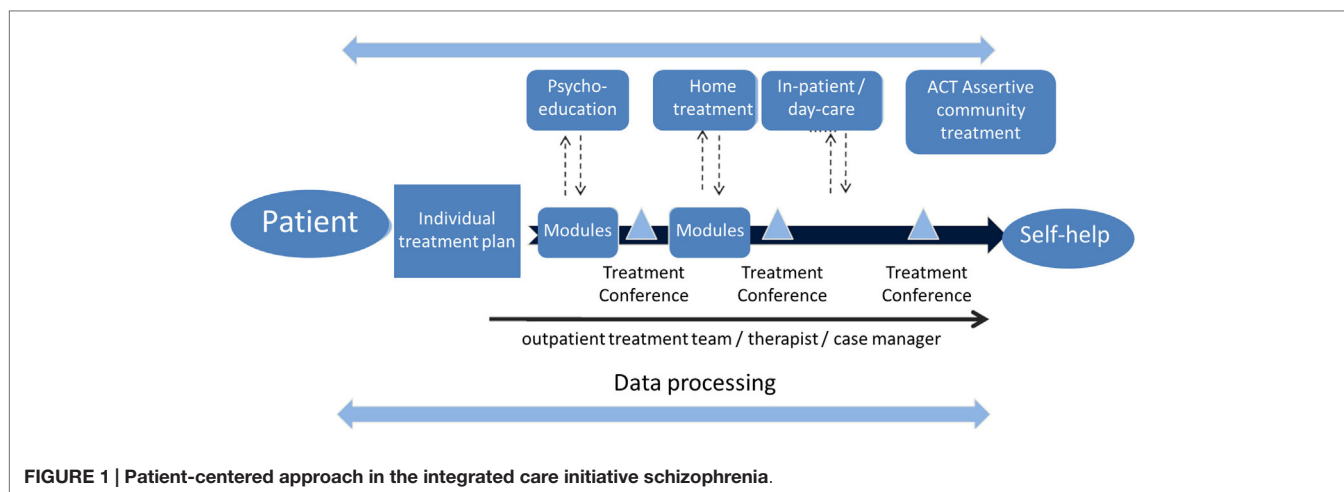 Psycho-
education
Home
treatment
In-patient /
day-care
ACT Assertive
community
treatment
Patient
Individual
treatment plan
Modules
Modules
Self-help
Treatment
Conference
Treatment
Conference
Treatment
Conference
outpatient treatment team / therapist / case manager
Data processing
FIGURE 1 | Patient-centered approach in the integrated care initiative schizophrenia.